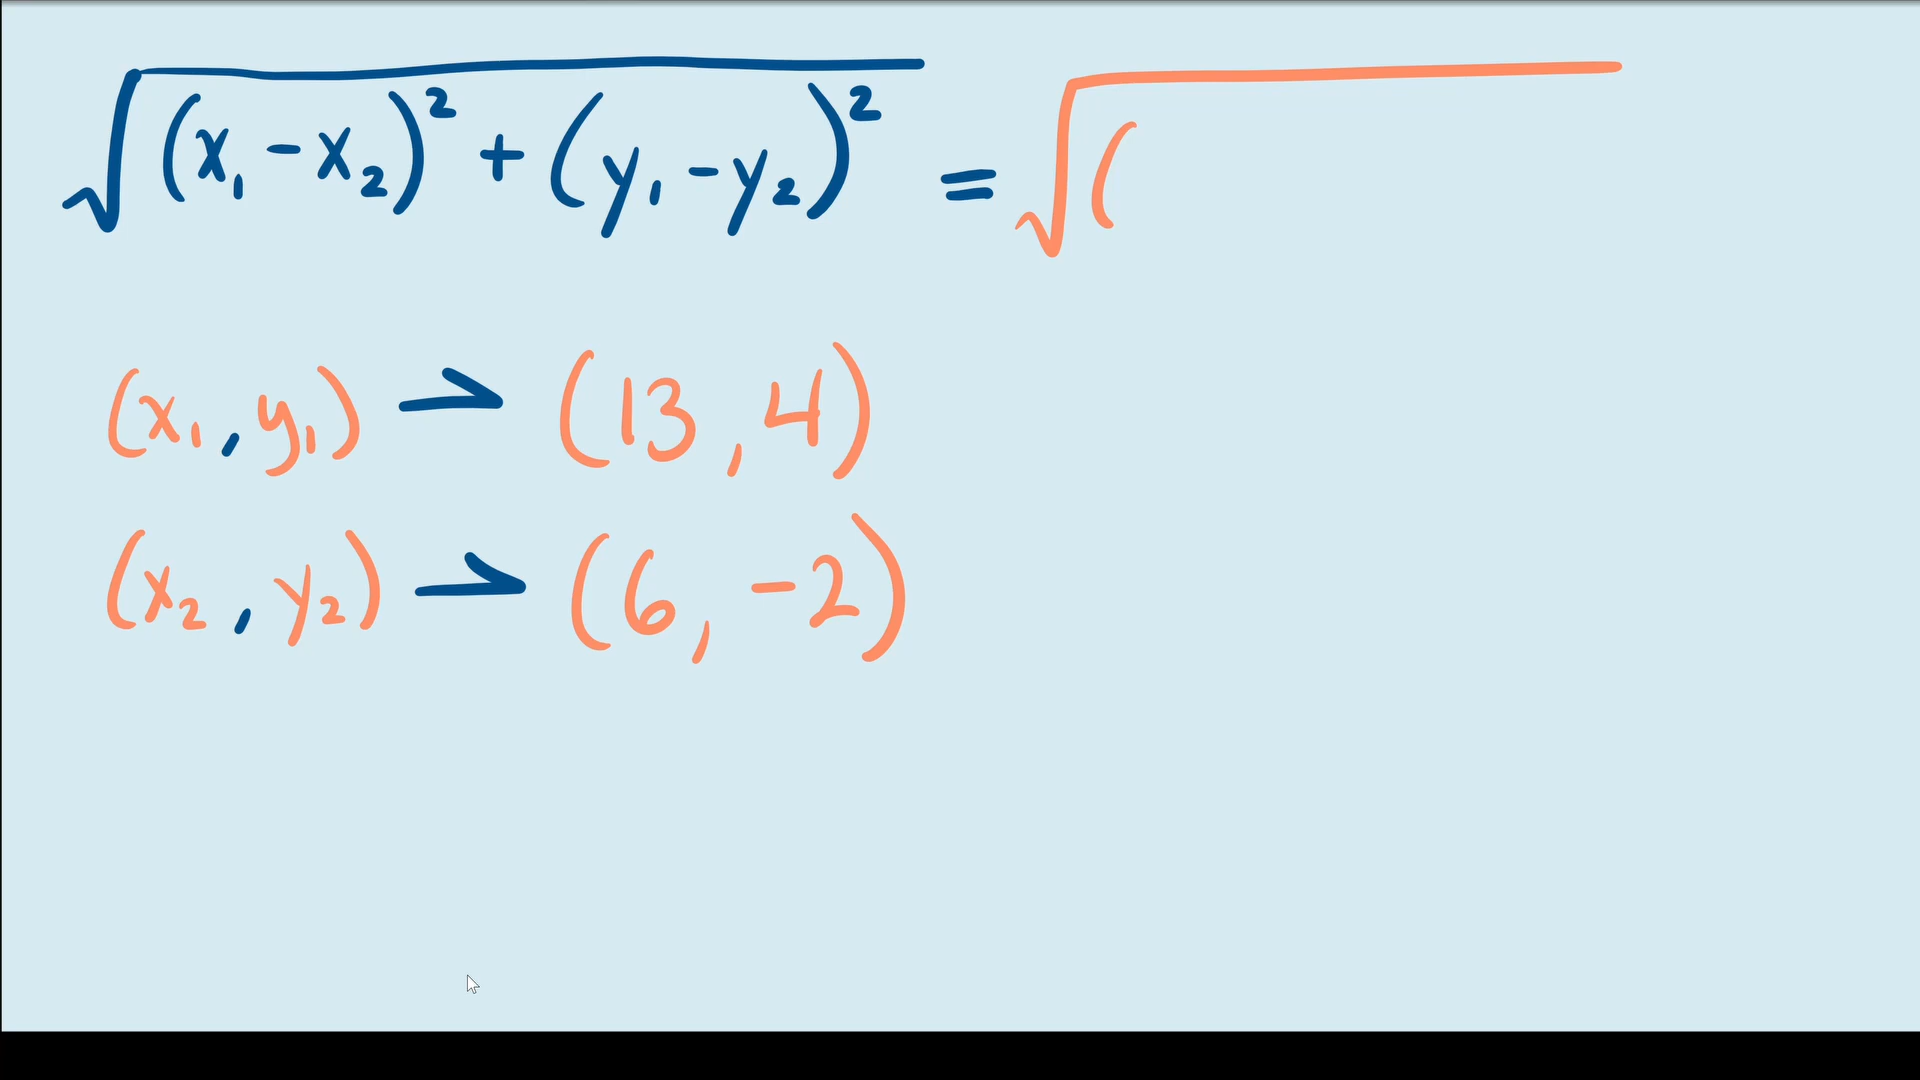 √((x₁ - x₂)² + (y₁ - y₂)²) = √(
(x₁, y₁) ⇀ (13, 4)
(x₂, y₂) ⇀ (6, -2)